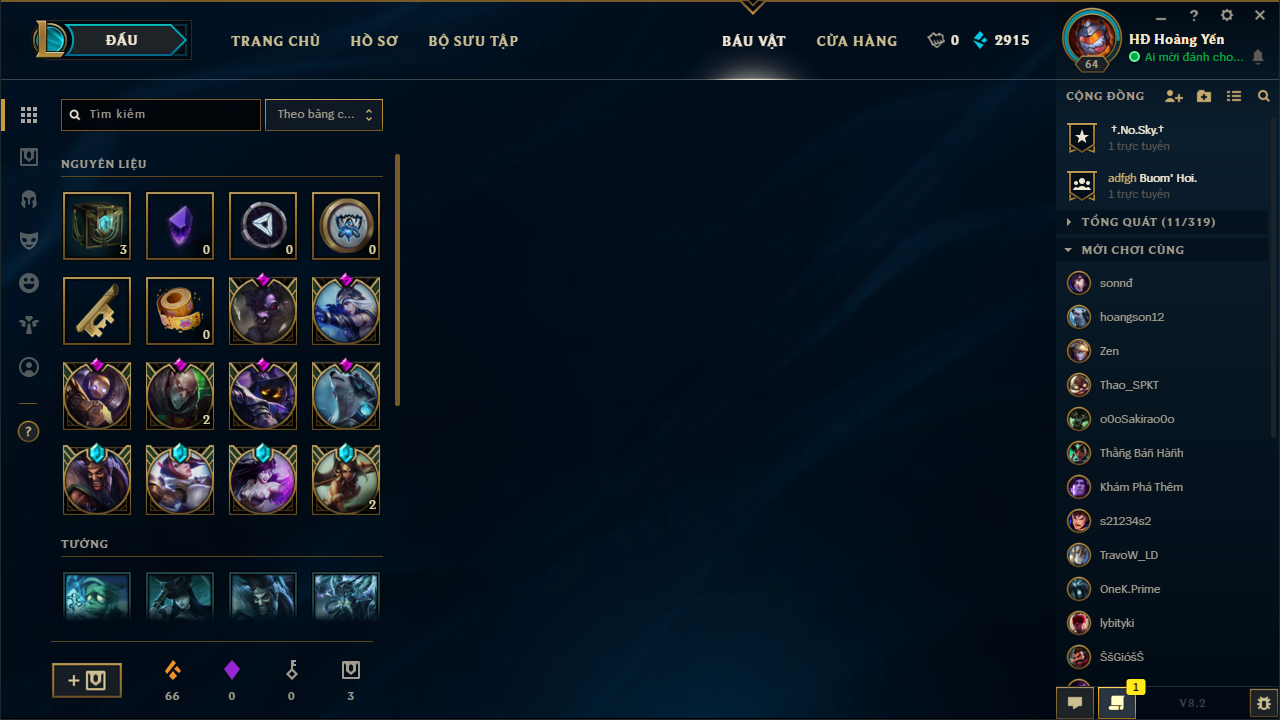 ĐẤU
TRANG CHỦ
HỒ SƠ
BỘ SƯU TẬP
BÁU VẬT
CỬA HÀNG
0
2915
HĐ Hoàng Yến
Ai mời đánh cho...
64
Tìm kiếm
Theo bảng c...
NGUYÊN LIỆU
3
0
0
0
0
2
2
TƯỚNG
66
0
0
3
CỘNG ĐỒNG
†.No.Sky.†
1 trực tuyến
adfgh Buom' Hoi.
1 trực tuyến
TỔNG QUÁT (11/319)
MỚI CHƠI CÙNG
sonnđ
hoangson12
Zen
Thao_SPKT
o0oSakirao0o
Thằng Bán Hành
Khám Phá Thêm
s21234s2
TravoW_LD
OneK.Prime
lybityki
ŠšGióšŠ
1
V8.2